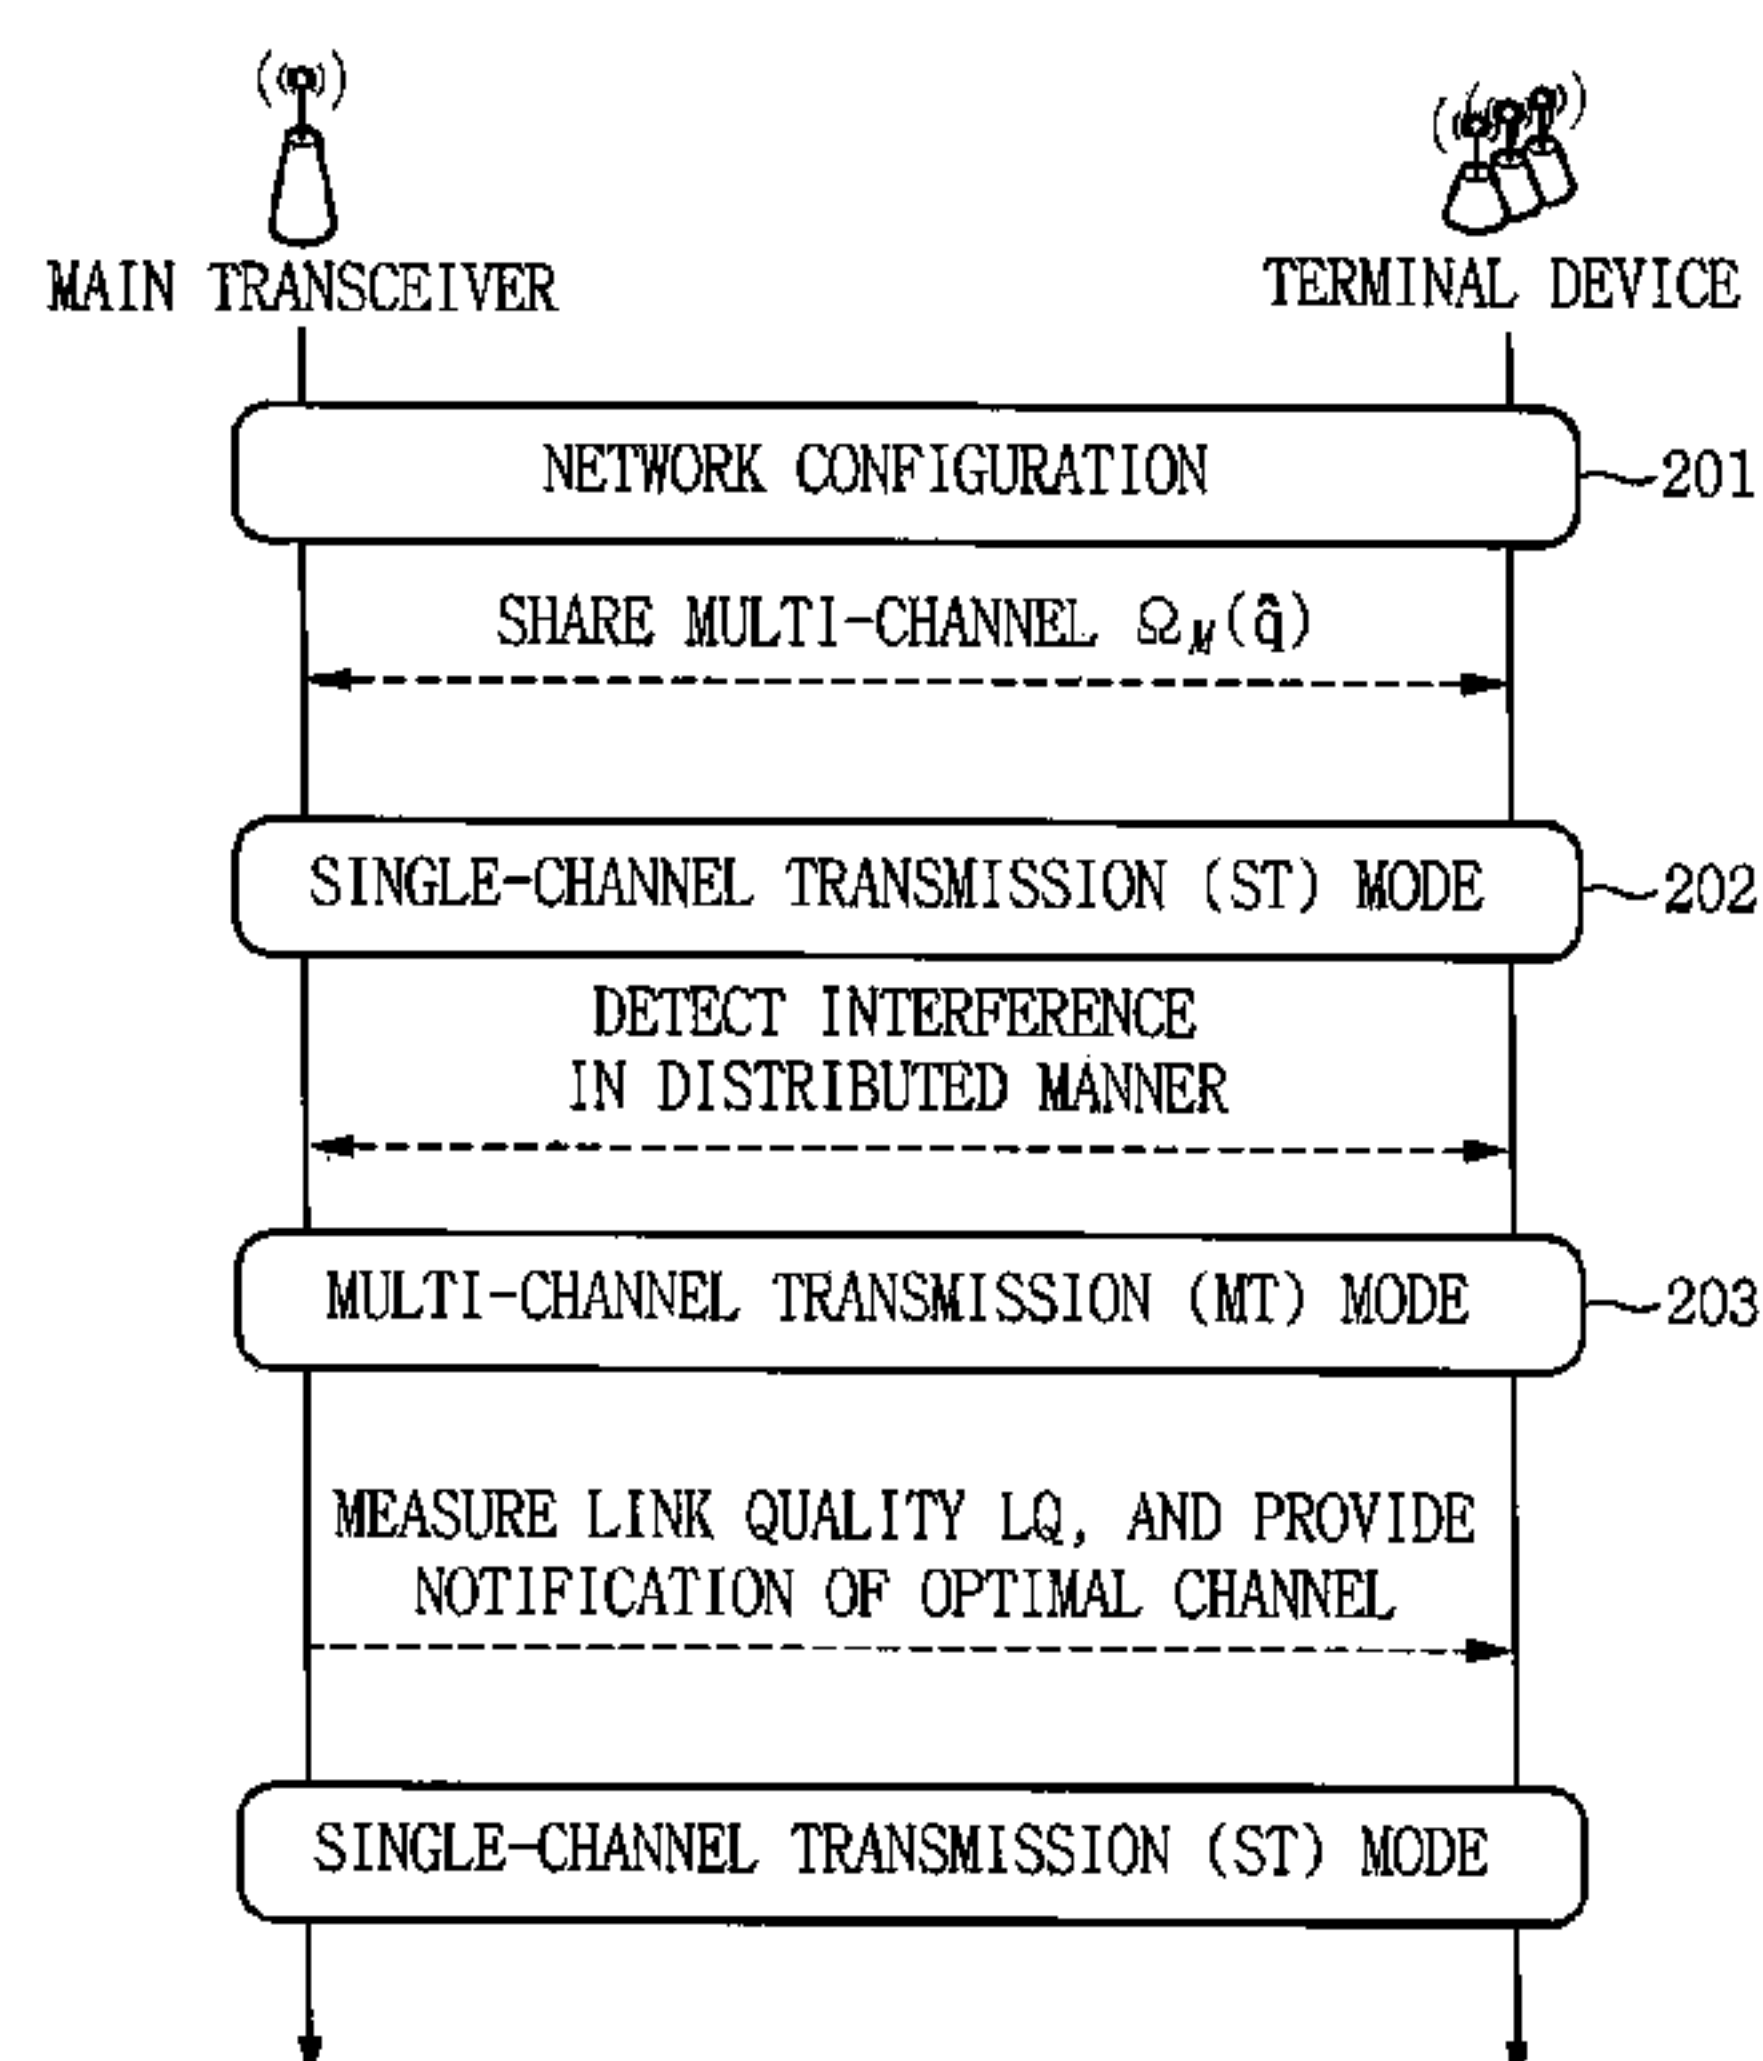 MAIN TRANSCEIVER
TERMINAL DEVICE
NETWORK CONFIGURATION
201
SHARE MULTI-CHANNEL Ω_M(q̂)
SINGLE-CHANNEL TRANSMISSION (ST) MODE
202
DETECT INTERFERENCE
IN DISTRIBUTED MANNER
MULTI-CHANNEL TRANSMISSION (MT) MODE
203
MEASURE LINK QUALITY LQ, AND PROVIDE
NOTIFICATION OF OPTIMAL CHANNEL
SINGLE-CHANNEL TRANSMISSION (ST) MODE